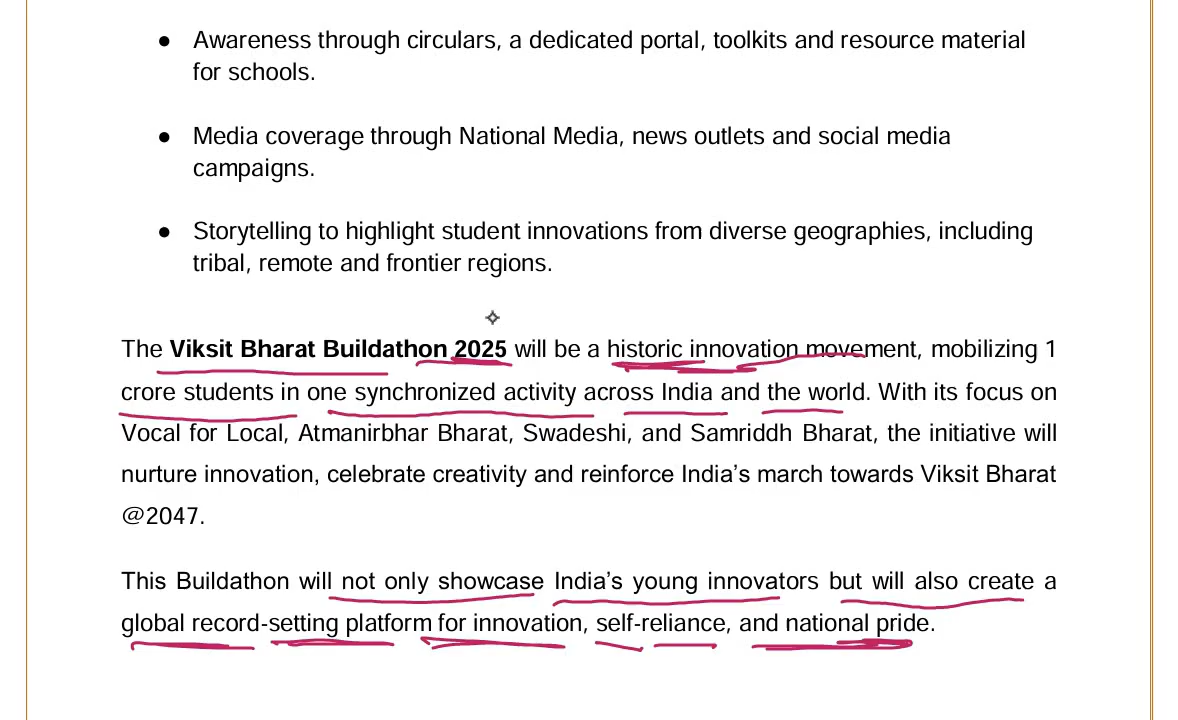 ● Awareness through circulars, a dedicated portal, toolkits and resource material
for schools.
● Media coverage through National Media, news outlets and social media
campaigns.
● Storytelling to highlight student innovations from diverse geographies, including
tribal, remote and frontier regions.
The Viksit Bharat Buildathon 2025 will be a historic innovation movement, mobilizing 1
crore students in one synchronized activity across India and the world. With its focus on
Vocal for Local, Atmanirbhar Bharat, Swadeshi, and Samriddh Bharat, the initiative will
nurture innovation, celebrate creativity and reinforce India’s march towards Viksit Bharat
@2047.
This Buildathon will not only showcase India’s young innovators but will also create a
global record-setting platform for innovation, self-reliance, and national pride.